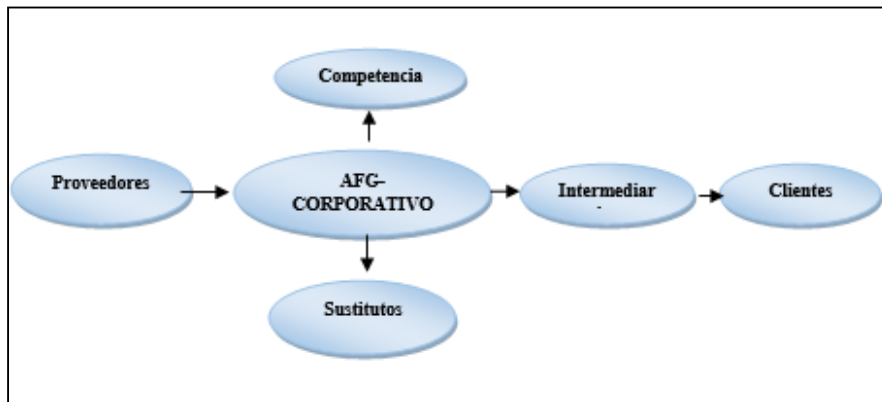 Competencia
Proveedores
AFG-
CORPORATIVO
Intermediar
Clientes
Sustitutos